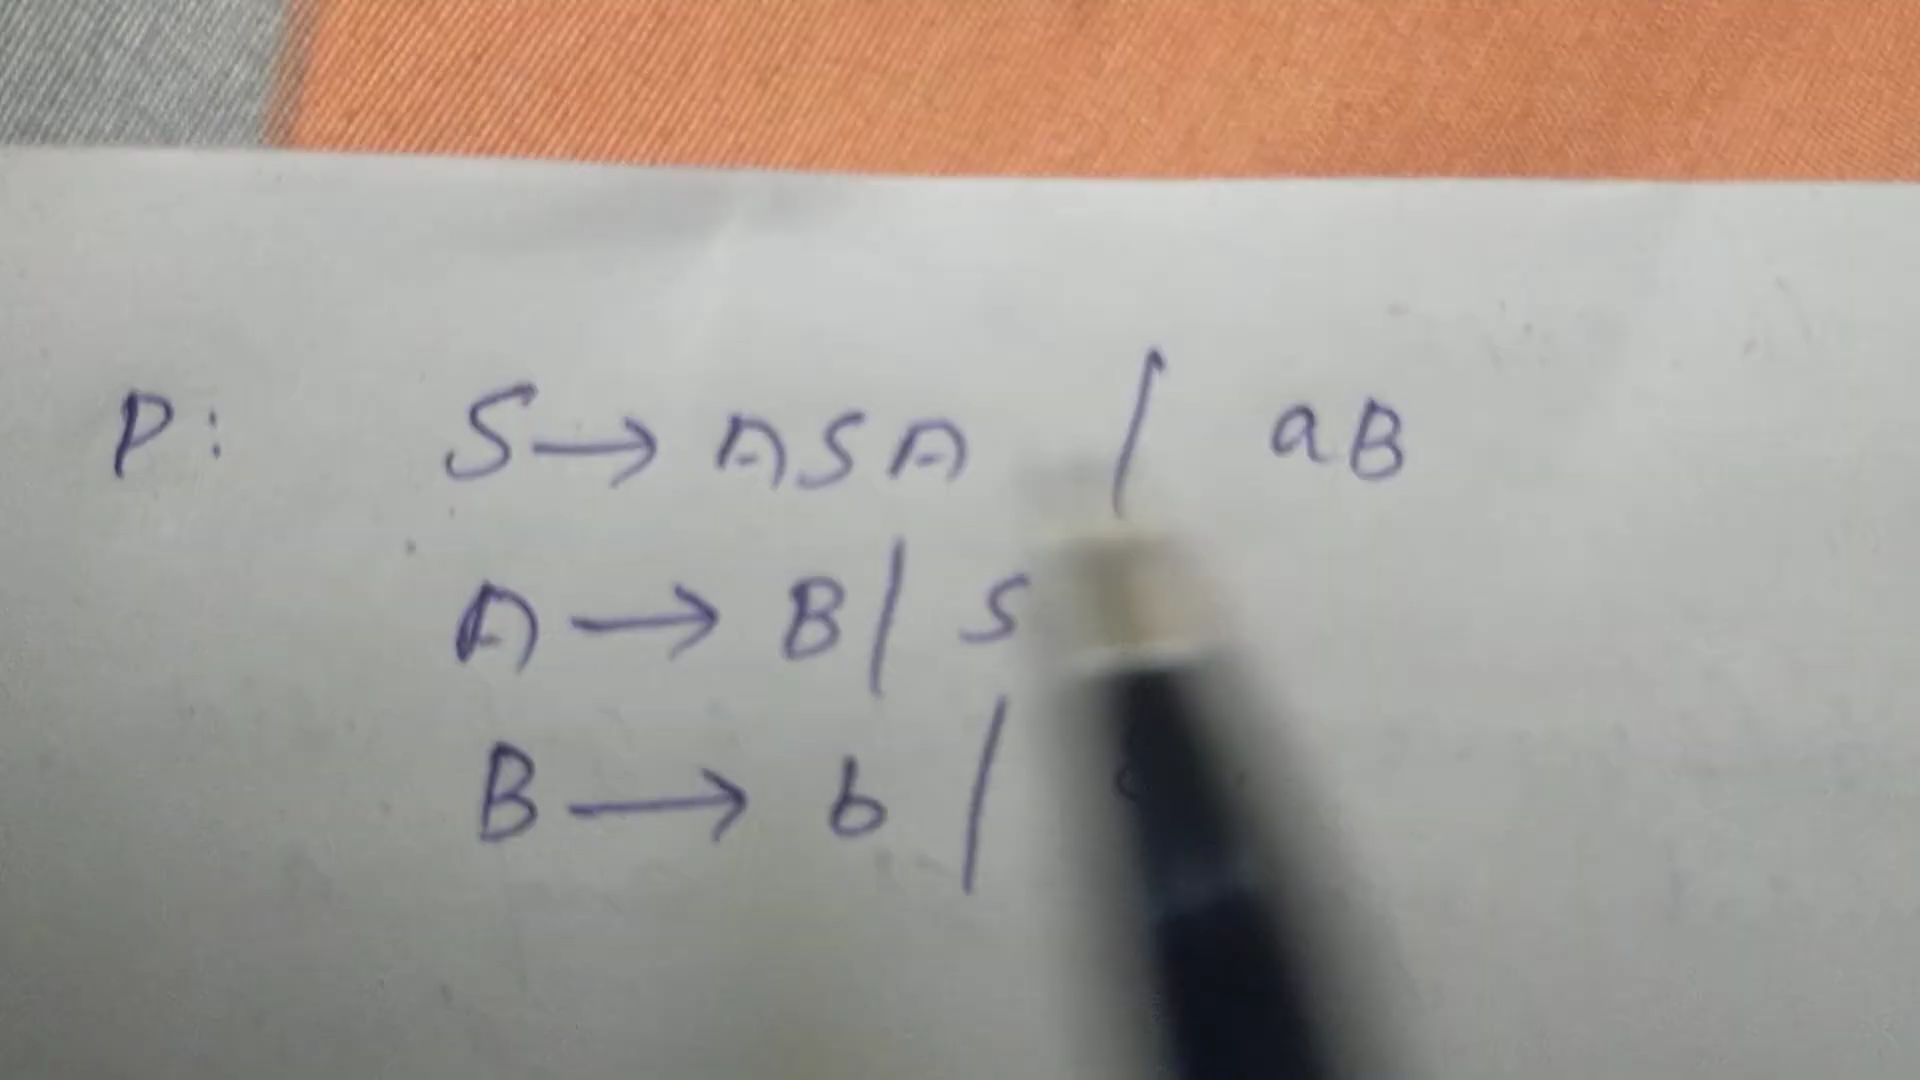 P: S → ASA / aB
A → B / S
B → b /